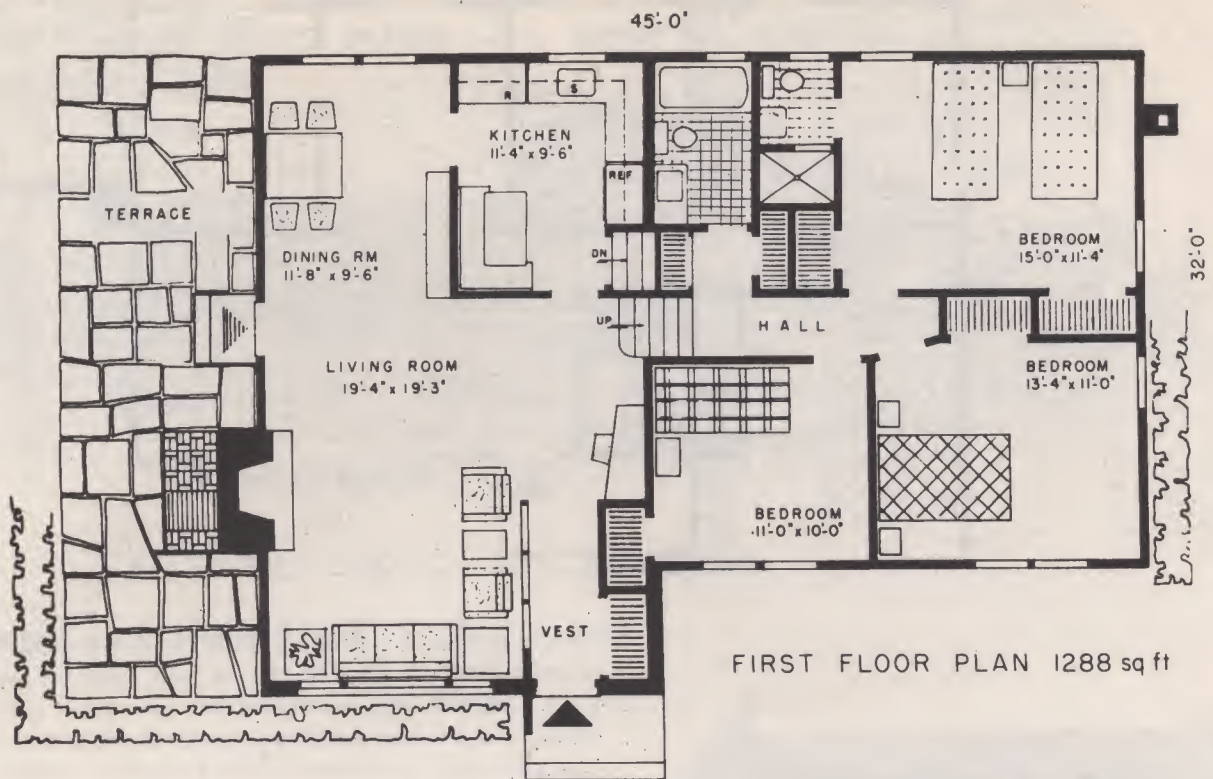 45'-0"
R
S
KITCHEN
11'-4" x 9'-6"
REF
TERRACE
DINING RM
11'-8" x 9'-6"
DN
BEDROOM
15'-0" x 11'-4"
32'-0"
UP
HALL
LIVING ROOM
19'-4" x 19'-3"
BEDROOM
13'-4" x 11'-0"
BEDROOM
11'-0" x 10'-0"
VEST
FIRST FLOOR PLAN 1288 sq ft